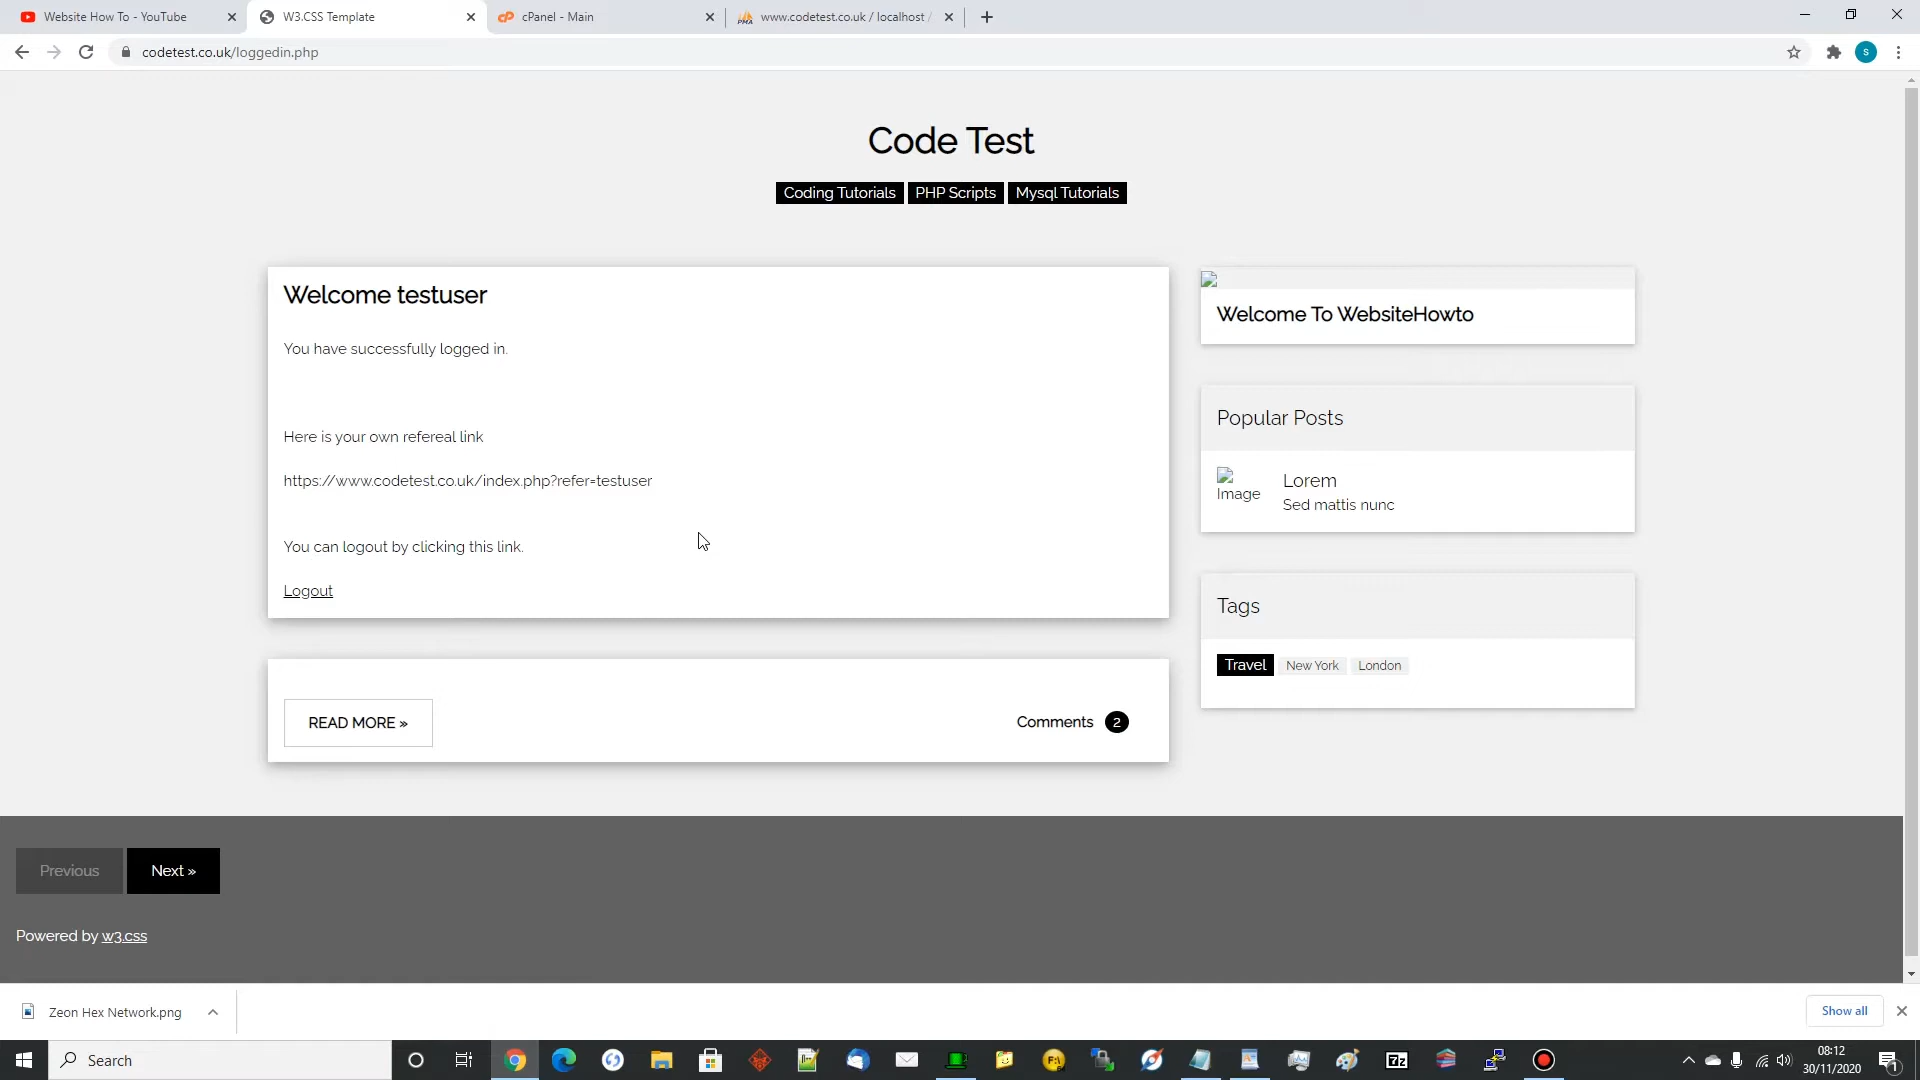 Website How To - YouTube
W3.CSS Template
cPanel - Main
www.codetest.co.uk / localhost /
codetest.co.uk/loggedin.php
S
Code Test
Coding Tutorials PHP Scripts Mysql Tutorials
Welcome testuser
You have successfully logged in.
Here is your own refereal link
https://www.codetest.co.uk/index.php?refer=testuser
You can logout by clicking this link.
Logout
READ MORE »
Comments 2
Welcome To WebsiteHowto
Popular Posts
Image
Lorem
Sed mattis nunc
Tags
Travel New York London
Previous Next »
Powered by w3.css
Zeon Hex Network.png
Show all
Search
7z
08:12
30/11/2020
1